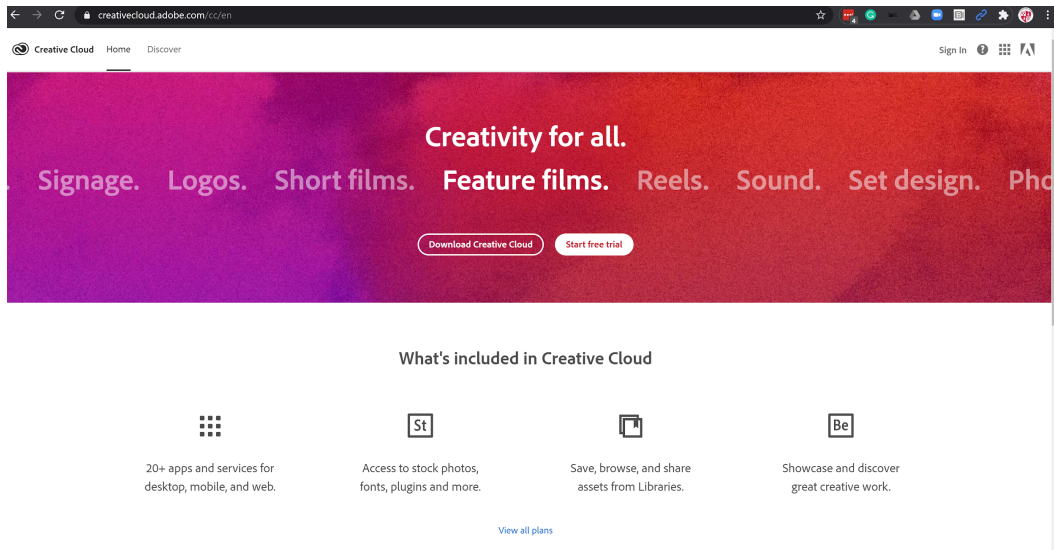 creativecloud.adobe.com/cc/en
Creative Cloud Home Discover
Sign In
Creativity for all.
Signage. Logos. Short films. Feature films. Reels. Sound. Set design. Pho
Download Creative Cloud Start free trial
What's included in Creative Cloud
St Be
20+ apps and services for
desktop, mobile, and web.
Access to stock photos,
fonts, plugins and more.
Save, browse, and share
assets from Libraries.
Showcase and discover
great creative work.
View all plans